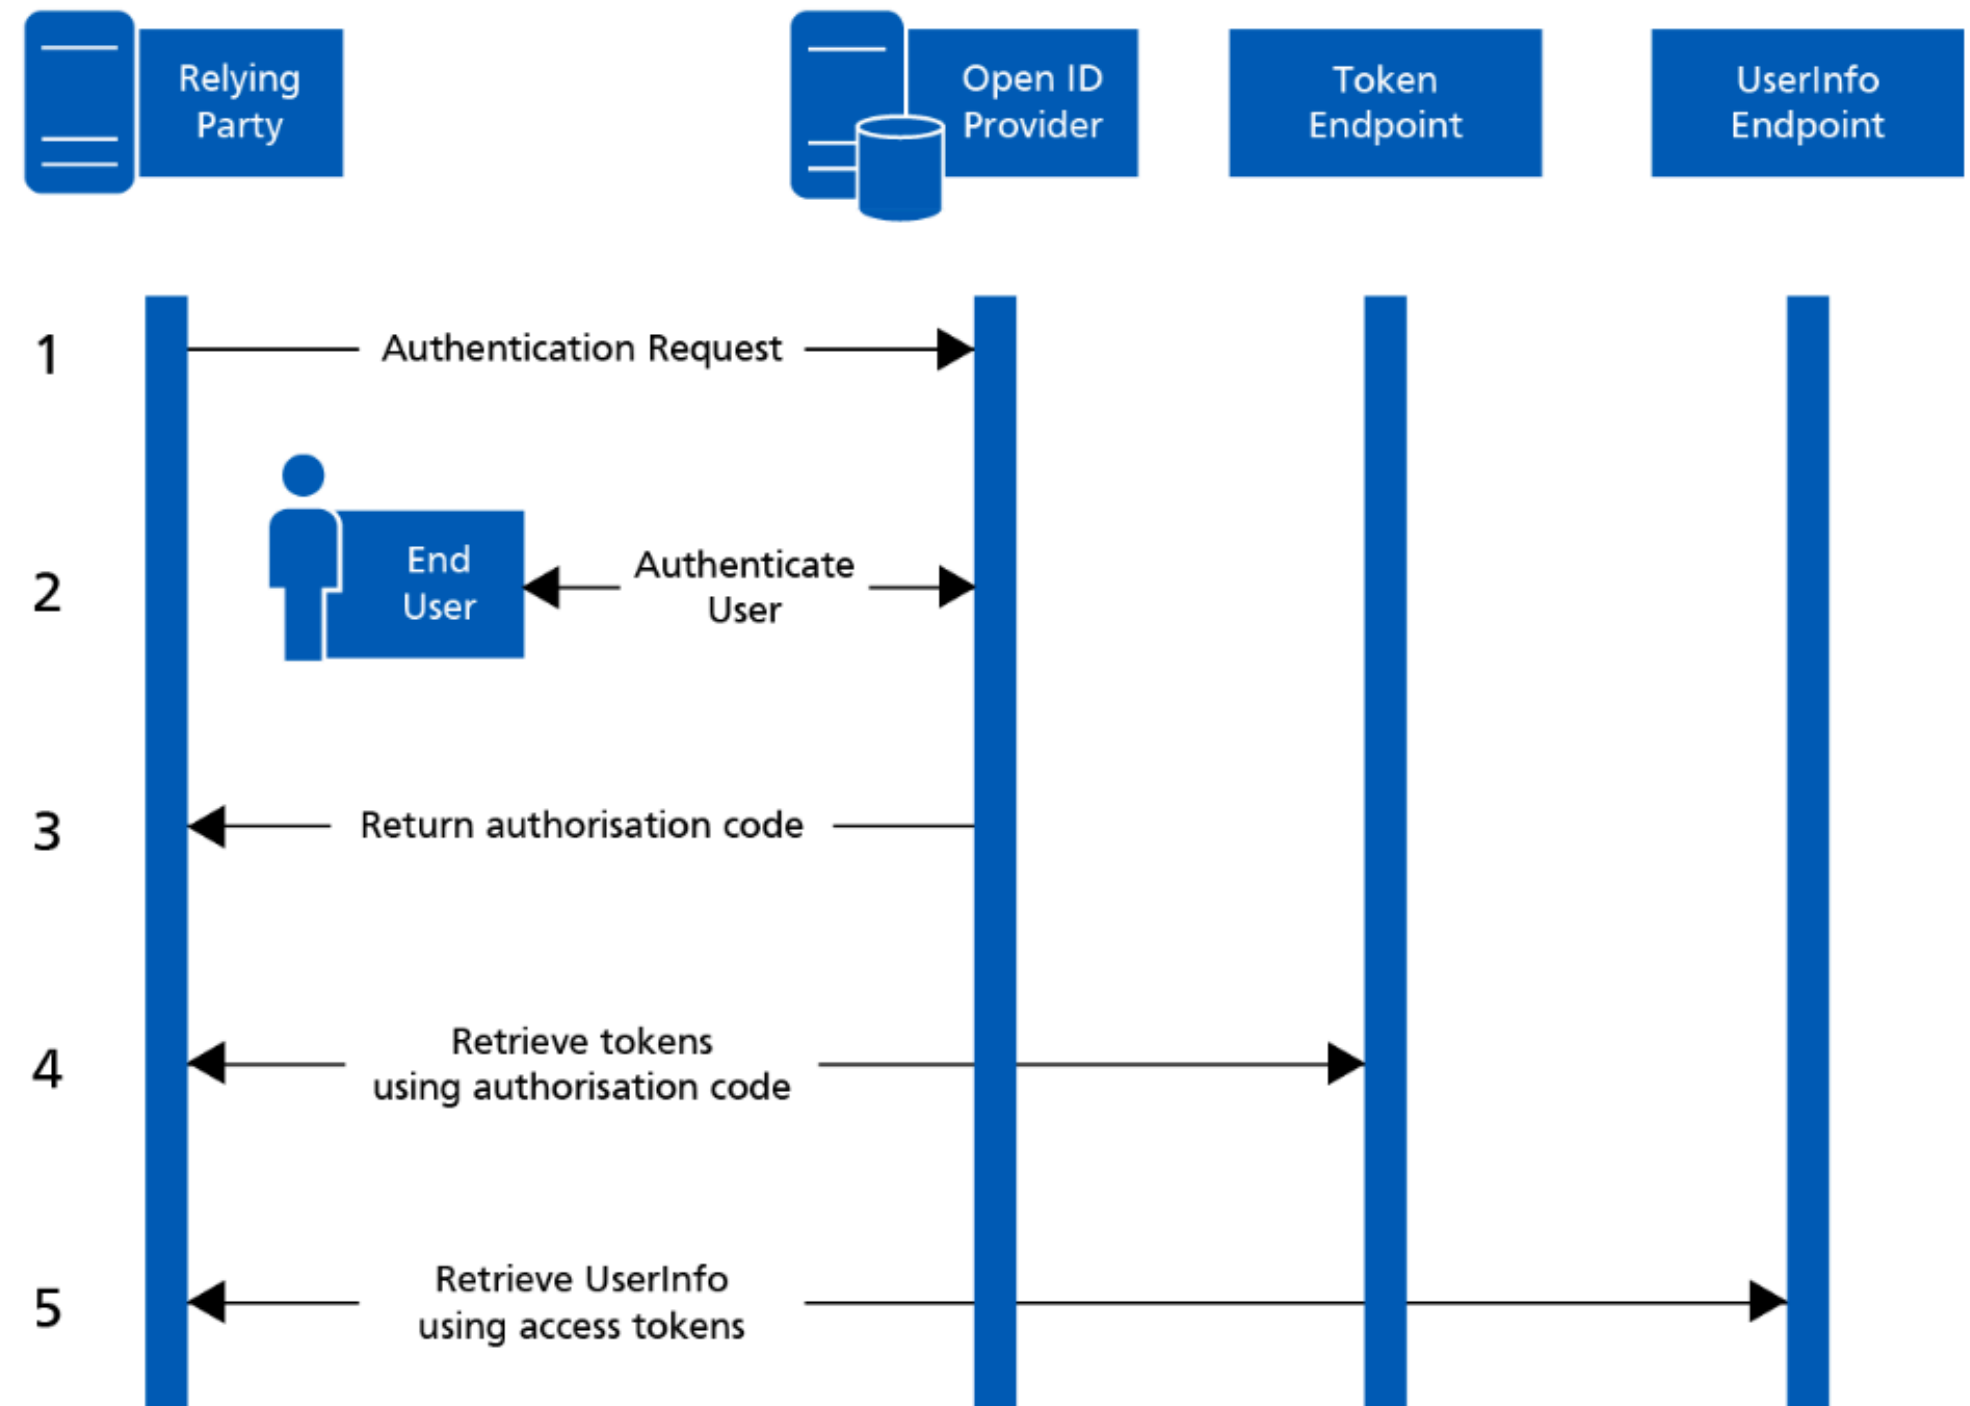 Relying
Party
Open ID
Provider
Token
Endpoint
UserInfo
Endpoint
1
Authentication Request
2
End
User
Authenticate
User
3
Return authorisation code
4
Retrieve tokens
using authorisation code
5
Retrieve UserInfo
using access tokens